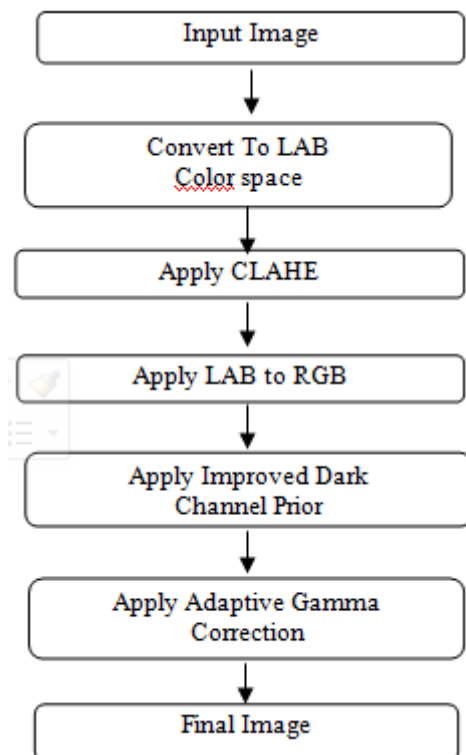 Input Image
Convert To LAB
Color space
Apply CLAHE
Apply LAB to RGB
Apply Improved Dark
Channel Prior
Apply Adaptive Gamma
Correction
Final Image